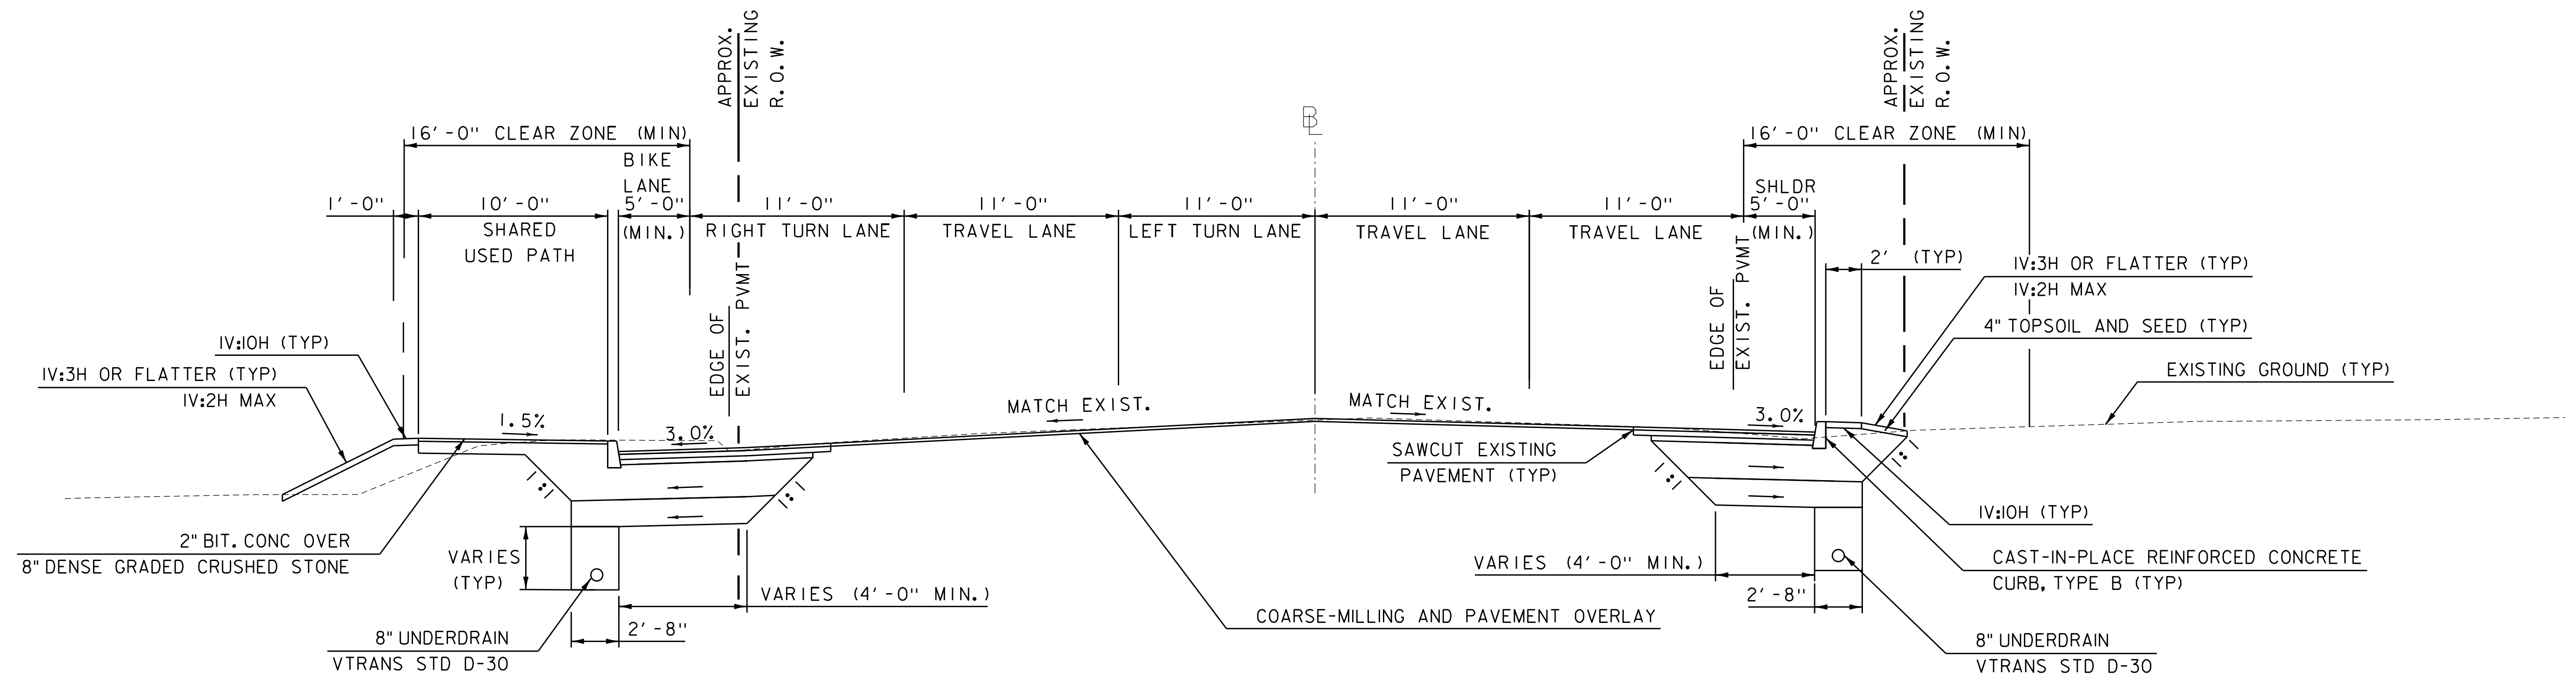 APPROX.
EXISTING
R.O.W.
APPROX.
EXISTING
R.O.W.
BL
16'-0" CLEAR ZONE (MIN)
16'-0" CLEAR ZONE (MIN)
BIKE
LANE
5'-0"
(MIN.)
1'-0"
10'-0"
SHARED
USED PATH
11'-0"
RIGHT TURN LANE
11'-0"
TRAVEL LANE
11'-0"
LEFT TURN LANE
11'-0"
TRAVEL LANE
11'-0"
TRAVEL LANE
SHLDR
5'-0"
(MIN.)
2' (TYP)
EDGE OF
EXIST. PVMT
EDGE OF
EXIST. PVMT
1V:3H OR FLATTER (TYP)
1V:2H MAX
4" TOPSOIL AND SEED (TYP)
EXISTING GROUND (TYP)
1V:10H (TYP)
1V:3H OR FLATTER (TYP)
1V:2H MAX
1.5%
3.0%
MATCH EXIST.
MATCH EXIST.
3.0%
SAWCUT EXISTING
PAVEMENT (TYP)
1:1
1:1
1:1
1:1
2" BIT. CONC OVER
8" DENSE GRADED CRUSHED STONE
VARIES
(TYP)
VARIES (4'-0" MIN.)
2'-8"
8" UNDERDRAIN
VTRANS STD D-30
COARSE-MILLING AND PAVEMENT OVERLAY
VARIES (4'-0" MIN.)
2'-8"
1V:10H (TYP)
CAST-IN-PLACE REINFORCED CONCRETE
CURB, TYPE B (TYP)
8" UNDERDRAIN
VTRANS STD D-30